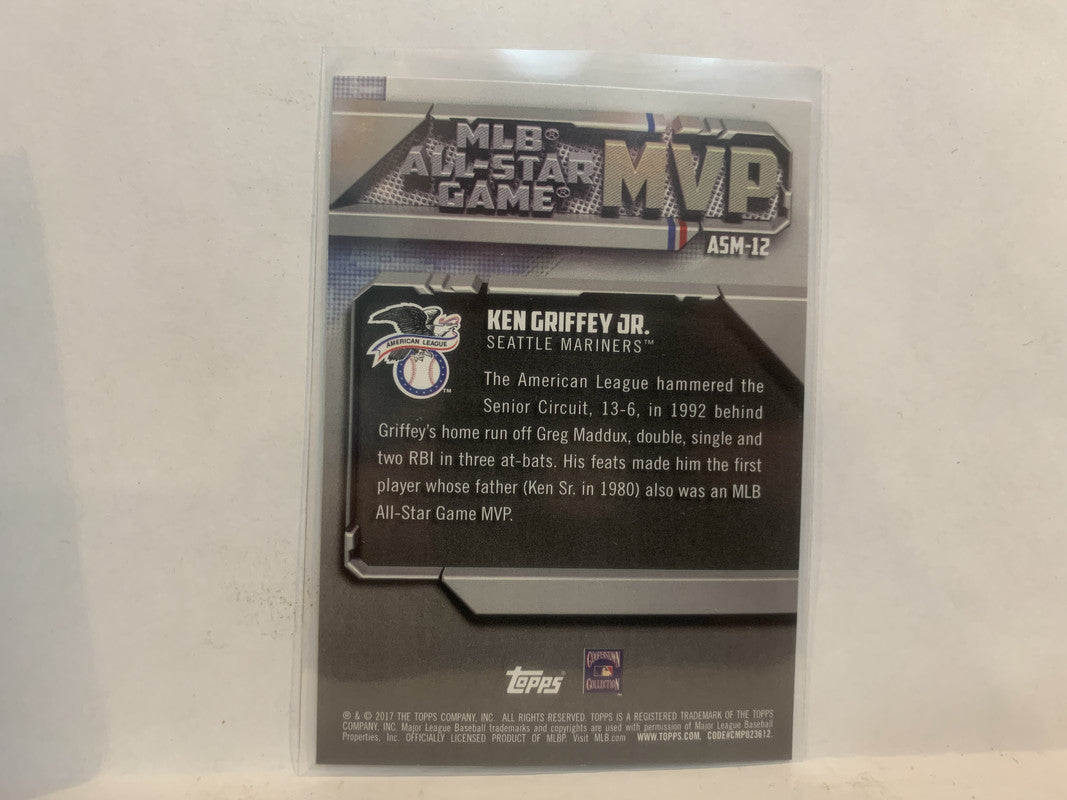 MLB®
ALL-STAR
GAME®
MVP
ASM-12
AMERICAN LEAGUE
TM
KEN GRIFFEY JR.
SEATTLE MARINERS™
The American League hammered the
Senior Circuit, 13-6, in 1992 behind
Griffey's home run off Greg Maddux, double, single and
two RBI in three at-bats. His feats made him the first
player whose father (Ken Sr. in 1980) also was an MLB
All-Star Game MVP.
Topps®
COOPERSTOWN
COLLECTION
TM
® & © 2017 THE TOPPS COMPANY, INC. ALL RIGHTS RESERVED. TOPPS IS A REGISTERED TRADEMARK OF THE TOPPS
COMPANY, INC. Major League Baseball trademarks and copyrights are used with permission of Major League Baseball
Properties, Inc. OFFICIALLY LICENSED PRODUCT OF MLBP. Visit MLB.com WWW.TOPPS.COM. CODE#CMP023612.